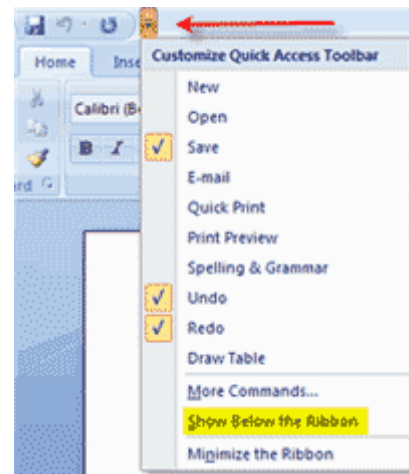 Home Inse
Customize Quick Access Toolbar
New
Open
Calibri (B
B I
Save
E-mail
Quick Print
Print Preview
Spelling & Grammar
Undo
Redo
Draw Table
More Commands...
Show Below the Ribbon
Minimize the Ribbon